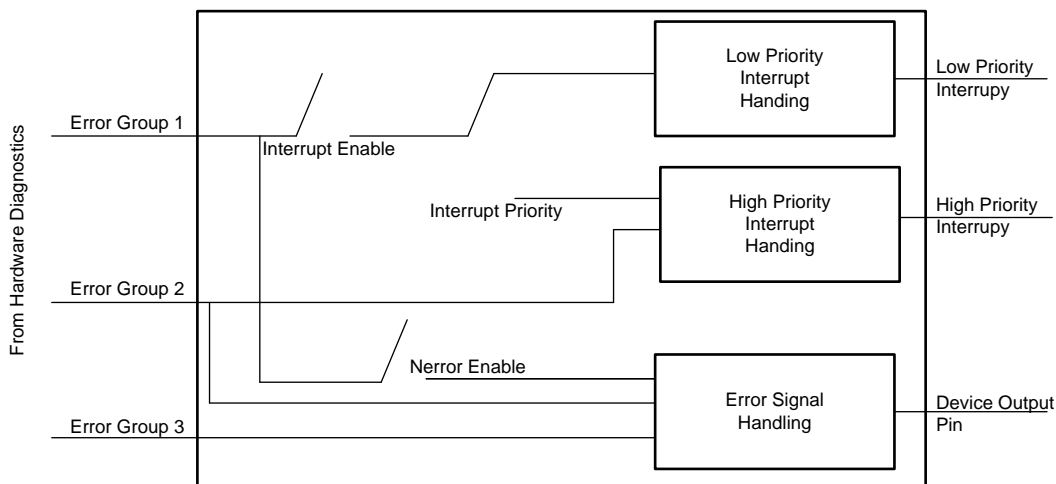 From Hardware Diagnostics
Low Priority
Interrupt
Handing
Low Priority
Interrupy
Error Group 1
Interrupt Enable
Interrupt Priority
High Priority
Interrupt
Handing
High Priority
Interrupy
Error Group 2
Nerror Enable
Error Signal
Handling
Device Output
Pin
Error Group 3